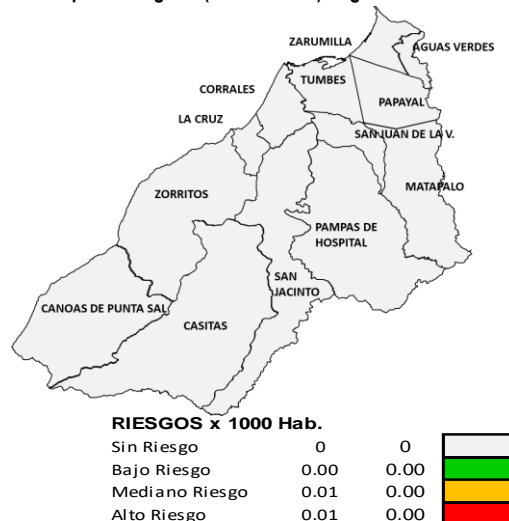 ZARUMILLA
AGUAS VERDES
TUMBES
CORRALES
PAPAYAL
LA CRUZ
SAN JUAN DE LA V.
ZORRITOS
MATAPALO
PAMPAS DE
HOSPITAL
SAN
JACINTO
CANOAS DE PUNTA SAL
CASITAS
RIESGOS x 1000 Hab.
Sin Riesgo 0 0
Bajo Riesgo 0.00 0.00
Mediano Riesgo 0.01 0.00
Alto Riesgo 0.01 0.00